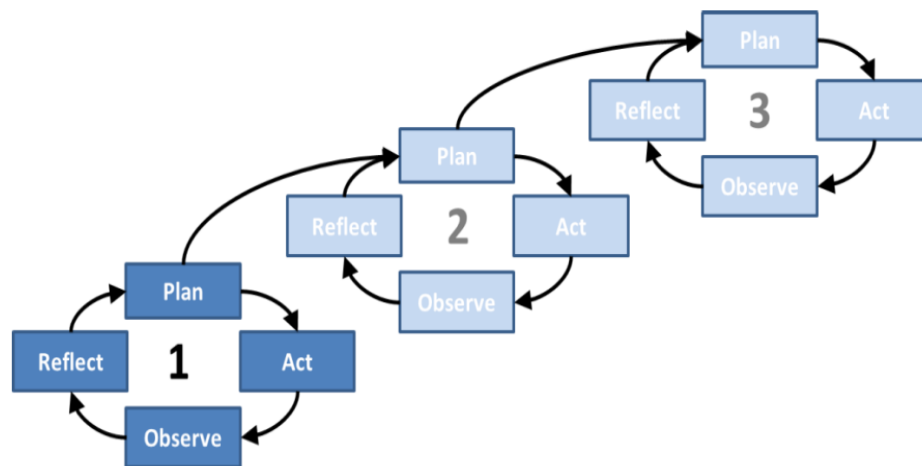 Plan
Reflect
3
Act
Observe
Plan
Reflect
2
Act
Observe
Plan
Reflect
1
Act
Observe